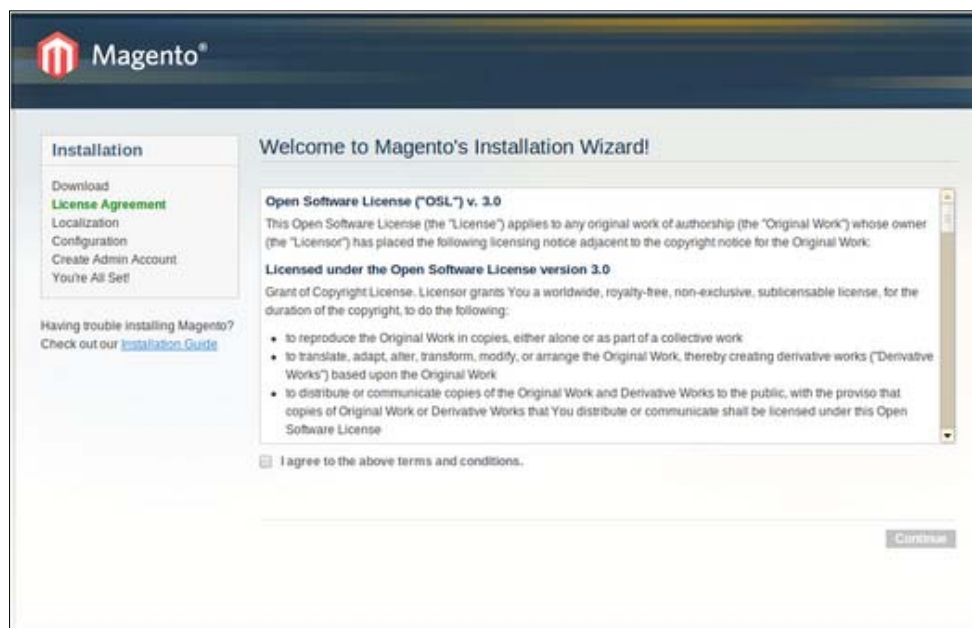 Magento®
Installation
Download
License Agreement
Localization
Configuration
Create Admin Account
You're All Set!
Having trouble installing Magento?
Check out our Installation Guide
Welcome to Magento's Installation Wizard!
Open Software License ("OSL") v. 3.0
This Open Software License (the "License") applies to any original work of authorship (the "Original Work") whose owner
(the "Licensor") has placed the following licensing notice adjacent to the copyright notice for the Original Work:
Licensed under the Open Software License version 3.0
Grant of Copyright License. Licensor grants You a worldwide, royalty-free, non-exclusive, sublicensable license, for the
duration of the copyright, to do the following:
• to reproduce the Original Work in copies, either alone or as part of a collective work
• to translate, adapt, alter, transform, modify, or arrange the Original Work, thereby creating derivative works ("Derivative
Works") based upon the Original Work
• to distribute or communicate copies of the Original Work and Derivative Works to the public, with the proviso that
copies of Original Work or Derivative Works that You distribute or communicate shall be licensed under this Open
Software License
I agree to the above terms and conditions.
Continue